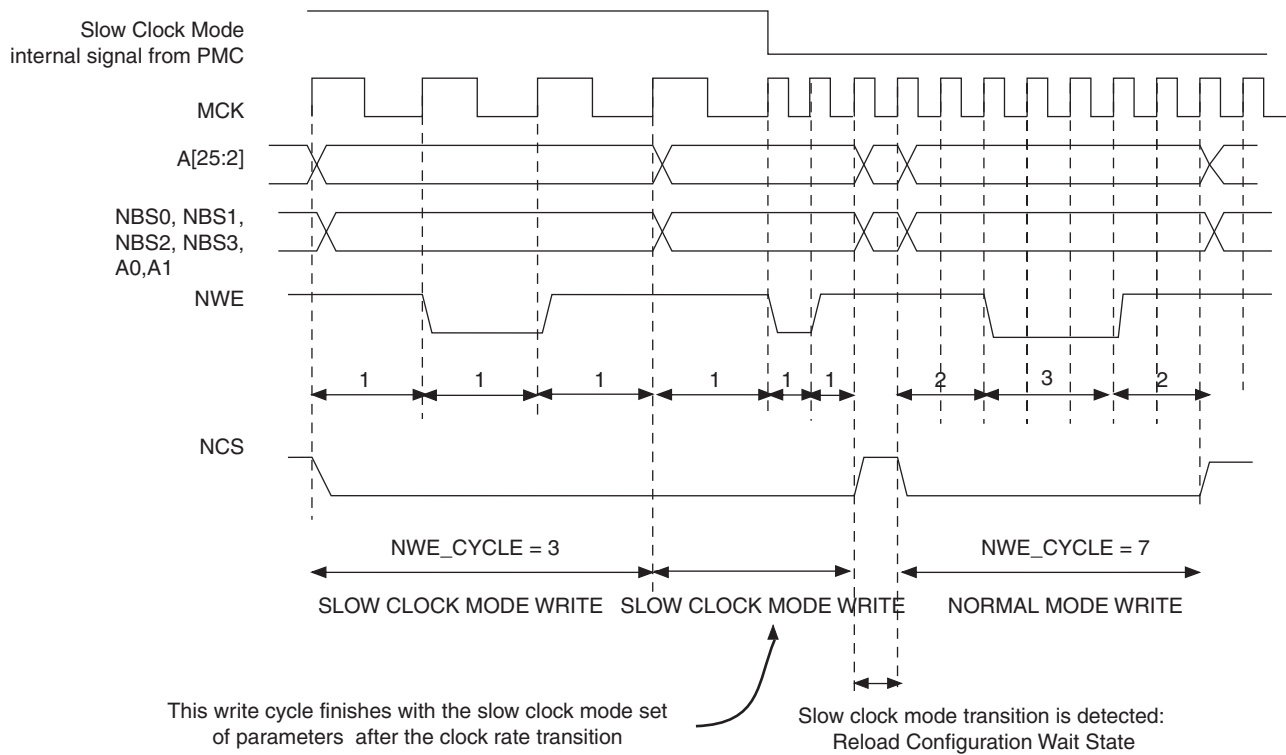 Slow Clock Mode
internal signal from PMC
MCK
A[25:2]
NBS0, NBS1,
NBS2, NBS3,
A0,A1
NWE
1 1 1 1 1 1 2 3 2
NCS
NWE_CYCLE = 3 NWE_CYCLE = 7
SLOW CLOCK MODE WRITE SLOW CLOCK MODE WRITE NORMAL MODE WRITE
This write cycle finishes with the slow clock mode set
of parameters after the clock rate transition
Slow clock mode transition is detected:
Reload Configuration Wait State